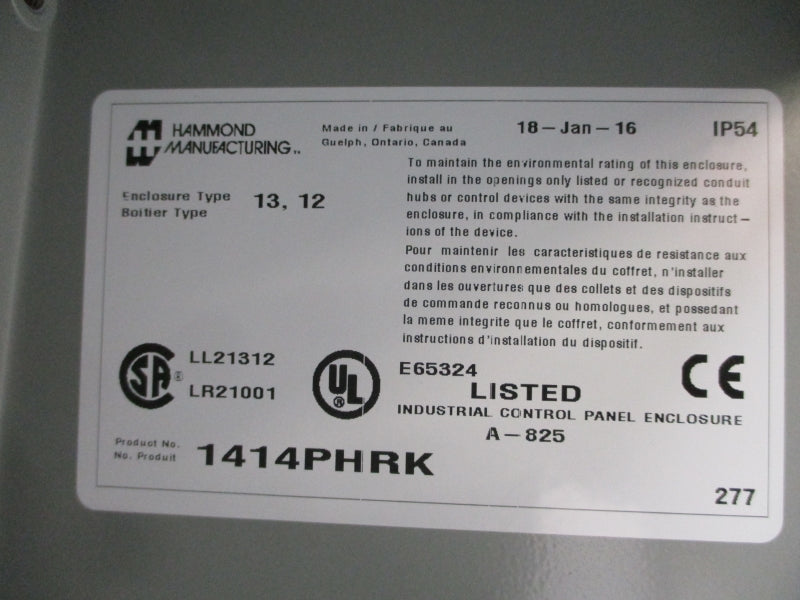 HAMMOND
MANUFACTURING
Made in / Fabrique au
Guelph, Ontario, Canada
18-Jan-16
IP54
Enclosure Type
Boitier Type
13, 12
To maintain the environmental rating of this enclosure,
install in the openings only listed or recognized conduit
hubs or control devices with the same integrity as the
enclosure, in compliance with the installation instruct-
ions of the device.
Pour maintenir les caracteristiques de resistance aux
conditions environnementales du coffret, n'installer
dans les ouvertures que des collets et des dispositifs
de commande reconnus ou homologues, et possedant
la meme integrite que le coffret, conformement aux
instructions d'installation du dispositif.
SA ®
LL21312
LR21001
UL ®
E65324
LISTED
INDUSTRIAL CONTROL PANEL ENCLOSURE
A-825
CE
Product No.
No. Produit
1414PHRK
277